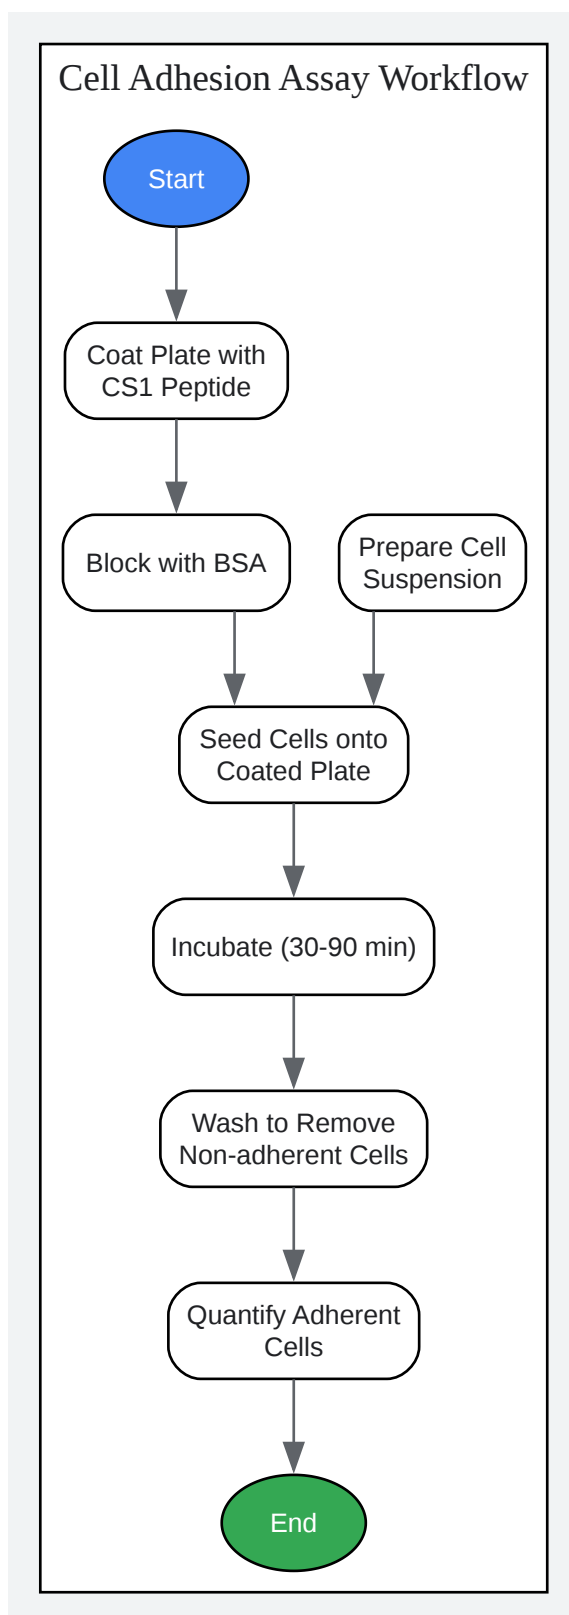 Cell Adhesion Assay Workflow
Start
Coat Plate with
CS1 Peptide
Block with BSA
Prepare Cell
Suspension
Seed Cells onto
Coated Plate
Incubate (30-90 min)
Wash to Remove
Non-adherent Cells
Quantify Adherent
Cells
End